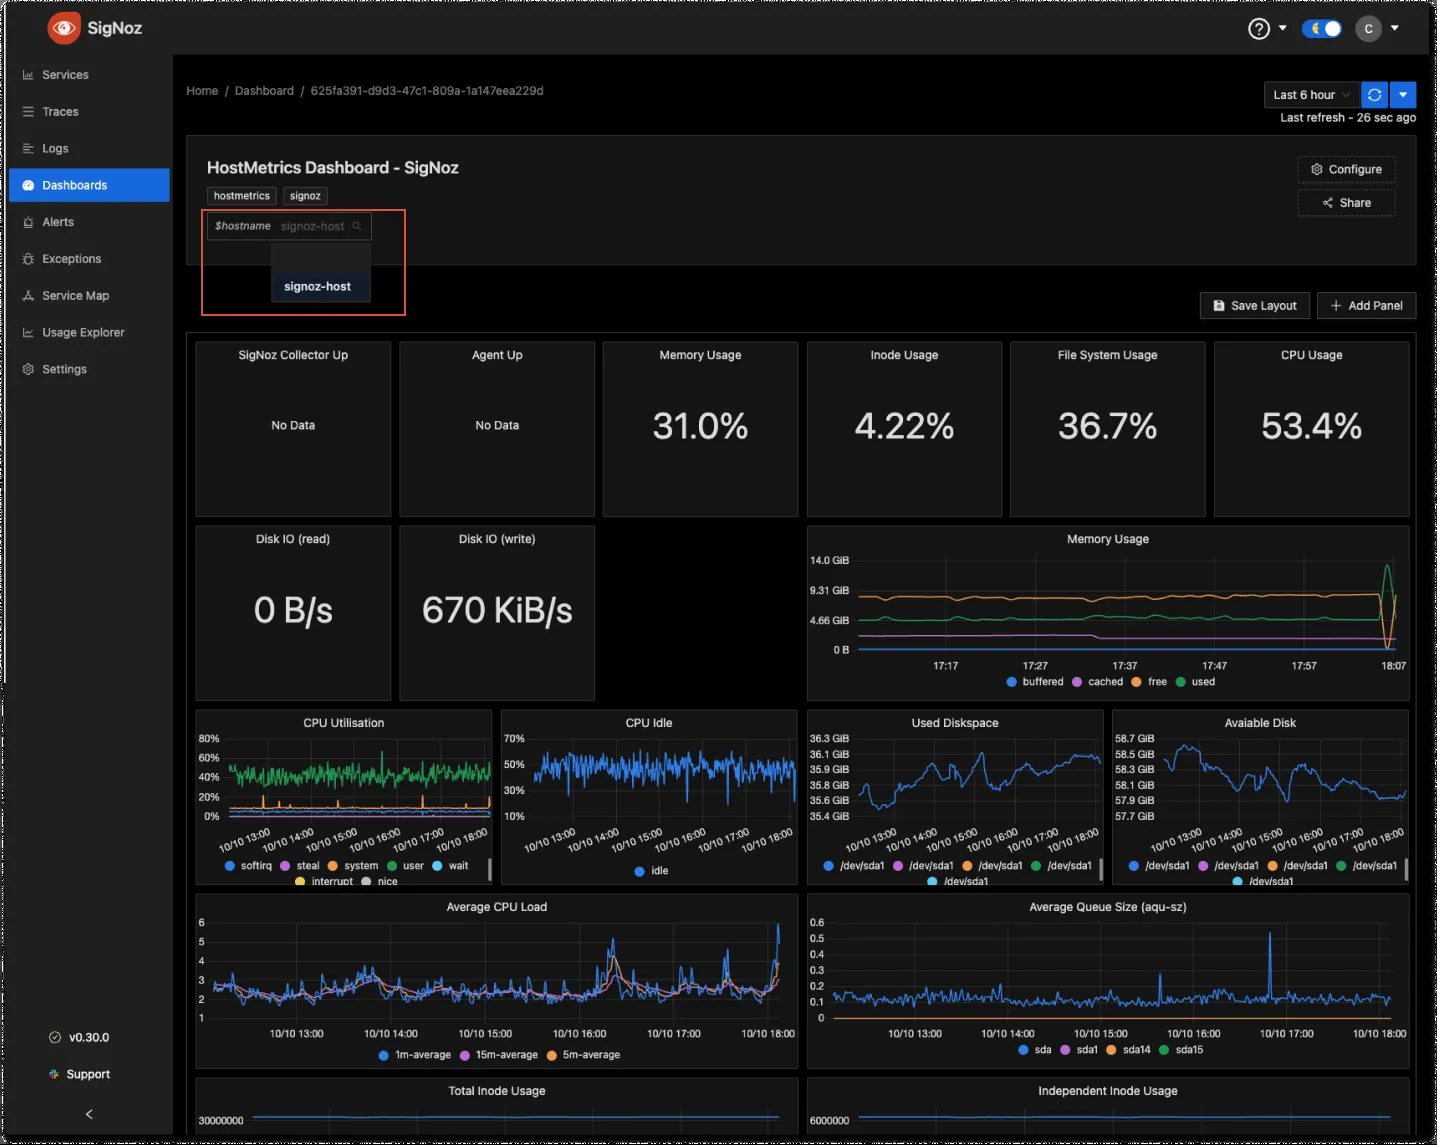 SigNoz
C
Services
Traces
Logs
Dashboards
Alerts
Exceptions
Service Map
Usage Explorer
Settings
v0.30.0
Support
Home / Dashboard / 625fa391-d9d3-47c1-809a-1a147eea229d
Last 6 hour
Last refresh - 26 sec ago
HostMetrics Dashboard - SigNoz
hostmetrics signoz
$hostname signoz-host
signoz-host
Configure
Share
Save Layout
Add Panel
SigNoz Collector Up
No Data
Agent Up
No Data
Memory Usage
31.0%
Inode Usage
4.22%
File System Usage
36.7%
CPU Usage
53.4%
Disk IO (read)
0 B/s
Disk IO (write)
670 KiB/s
Memory Usage
14.0 GiB
9.31 GiB
4.66 GiB
0 B
17:17 17:27 17:37 17:47 17:57 18:07
buffered cached free used
CPU Utilisation
80%
60%
40%
20%
0%
10/10 13:00 10/10 14:00 10/10 15:00 10/10 16:00 10/10 17:00 10/10 18:00
softirq steal system user wait
interrupt nice
CPU Idle
70%
50%
30%
10%
10/10 13:00 10/10 14:00 10/10 15:00 10/10 16:00 10/10 17:00 10/10 18:00
idle
Used Diskspace
36.3 GiB
36.1 GiB
35.9 GiB
35.8 GiB
35.6 GiB
35.4 GiB
10/10 13:00 10/10 14:00 10/10 15:00 10/10 16:00 10/10 17:00 10/10 18:00
/dev/sda1 /dev/sda1 /dev/sda1 /dev/sda1
/dev/sda1
Avaiable Disk
58.7 GiB
58.5 GiB
58.3 GiB
58.1 GiB
57.9 GiB
57.7 GiB
10/10 13:00 10/10 14:00 10/10 15:00 10/10 16:00 10/10 17:00 10/10 18:00
/dev/sda1 /dev/sda1 /dev/sda1 /dev/sda1
/dev/sda1
Average CPU Load
6
5
4
3
2
1
10/10 13:00 10/10 14:00 10/10 15:00 10/10 16:00 10/10 17:00 10/10 18:00
1m-average 15m-average 5m-average
Average Queue Size (aqu-sz)
0.6
0.5
0.4
0.3
0.2
0.1
0
10/10 13:00 10/10 14:00 10/10 15:00 10/10 16:00 10/10 17:00 10/10 18:00
sda sda1 sda14 sda15
Total Inode Usage
30000000
Independent Inode Usage
6000000